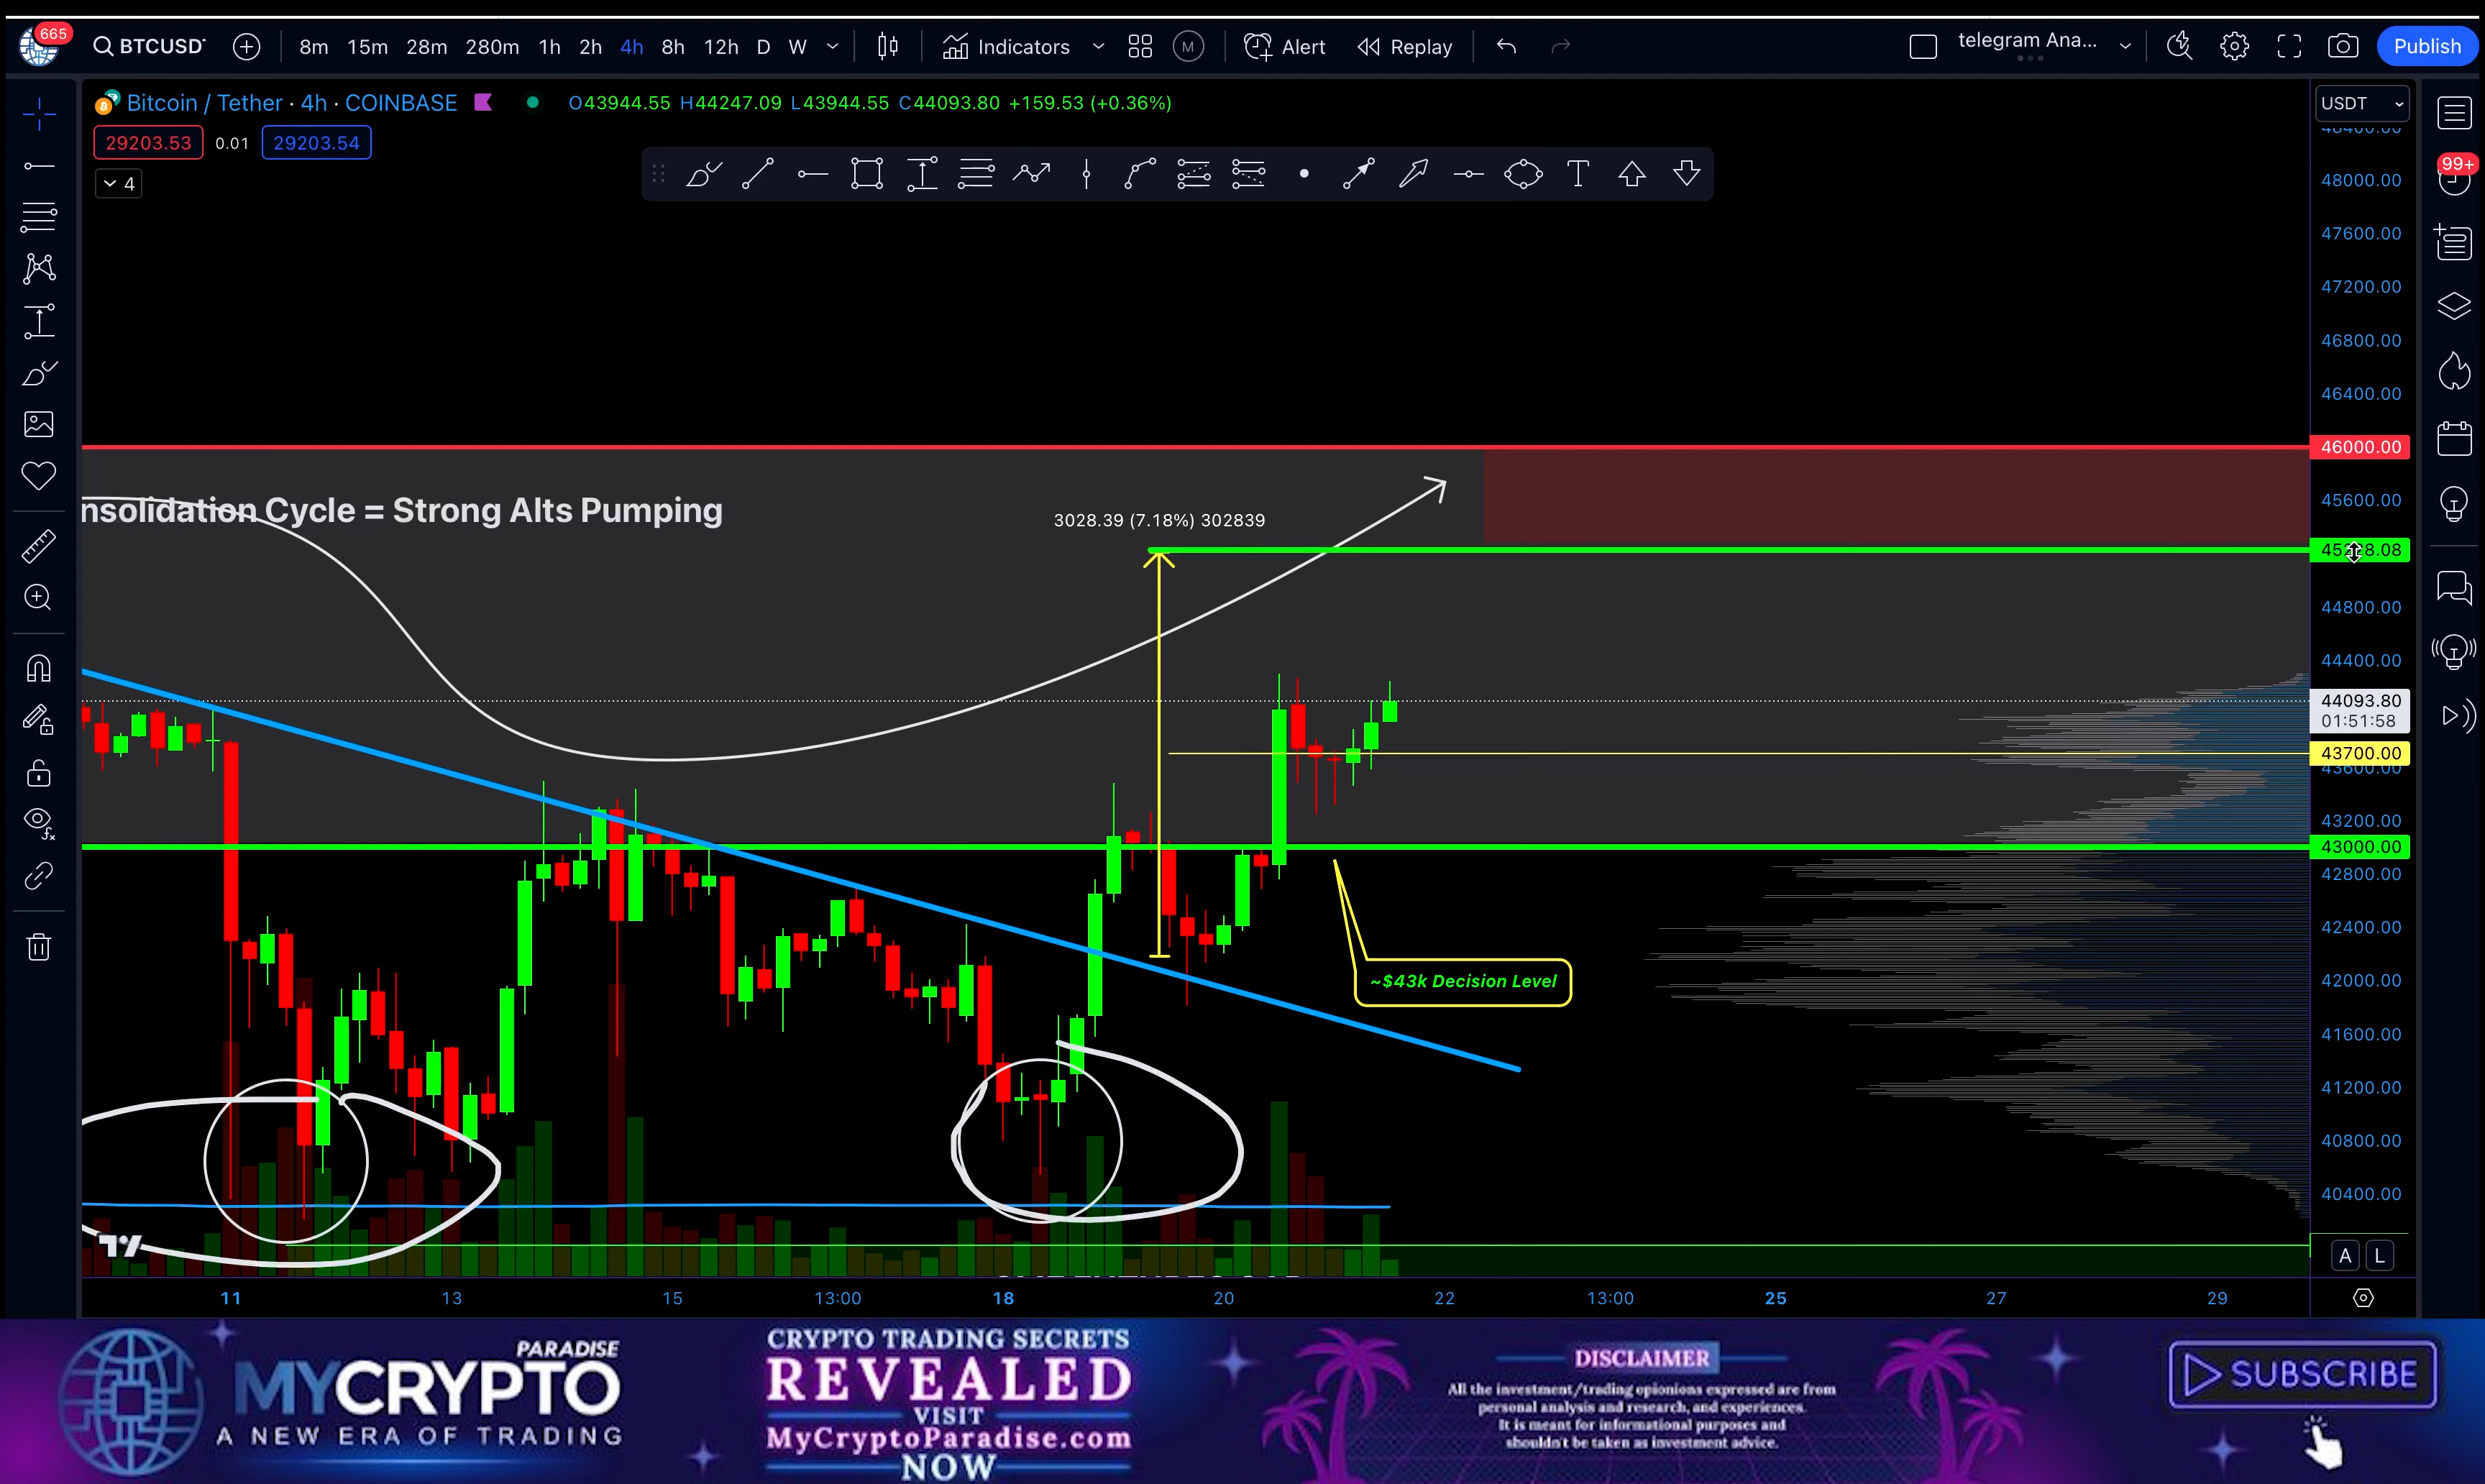 665
BTCUSD
8m 15m 28m 280m 1h 2h 4h 8h 12h D W
Indicators
M
Alert
Replay
telegram Ana...
Publish
Bitcoin / Tether · 4h · COINBASE
O43944.55 H44247.09 L43944.55 C44093.80 +159.53 (+0.36%)
USDT
29203.53 0.01 29203.54
4
99+
48000.00
47600.00
47200.00
46800.00
46400.00
46000.00
nsolidation Cycle = Strong Alts Pumping
45600.00
3028.39 (7.18%) 302839
44800.00
44400.00
44093.80
01:51:58
43700.00
43600.00
43200.00
43000.00
42800.00
42400.00
~$43k Decision Level
42000.00
41600.00
41200.00
40800.00
40400.00
A L
11 13 15 13:00 18 20 22 13:00 25 27 29
PARADISE
MYCRYPTO
A NEW ERA OF TRADING
CRYPTO TRADING SECRETS
REVEALED
VISIT
MyCryptoParadise.com
NOW
DISCLAIMER
All the investment/trading opionions expressed are from
personal analysis and research, and experiences.
It is meant for informational purposes and
shouldn't be taken as investment advice.
SUBSCRIBE